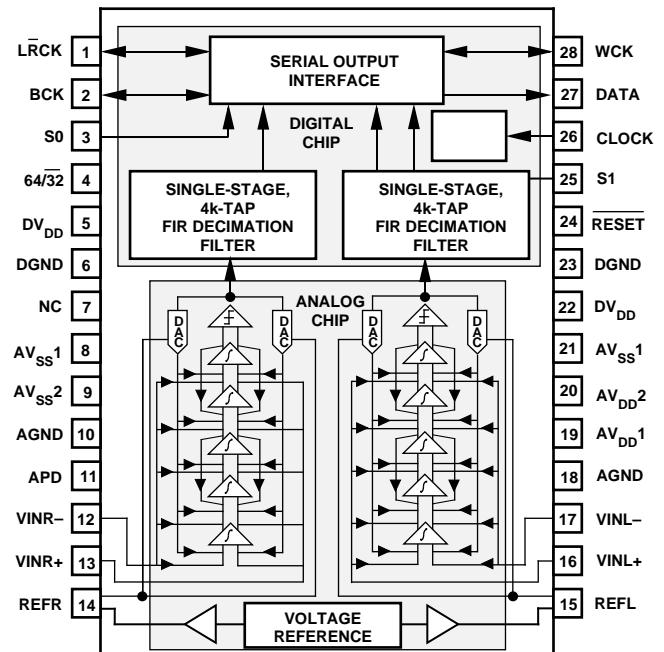 L̅RCK 1
BCK 2
S0 3
64/3̅2̅ 4
DVDD 5
DGND 6
NC 7
AVSS1 8
AVSS2 9
AGND 10
APD 11
VINR– 12
VINR+ 13
REFR 14
SERIAL OUTPUT
INTERFACE
DIGITAL
CHIP
SINGLE-STAGE,
4k-TAP
FIR DECIMATION
FILTER
SINGLE-STAGE,
4k-TAP
FIR DECIMATION
FILTER
ANALOG
CHIP
DAC
DAC
DAC
DAC
∫
∫
∫
∫
∫
∫
∫
∫
∫
∫
VOLTAGE
REFERENCE
28 WCK
27 DATA
26 CLOCK
25 S1
24 R̅E̅S̅E̅T̅
23 DGND
22 DVDD
21 AVSS1
20 AVDD2
19 AVDD1
18 AGND
17 VINL–
16 VINL+
15 REFL